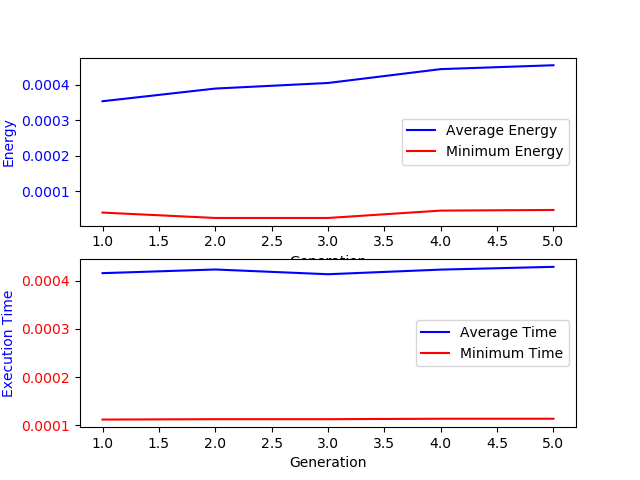 Energy
0.0004
0.0003
0.0002
0.0001
Average Energy
Minimum Energy
1.0 1.5 2.0 2.5 3.0 3.5 4.0 4.5 5.0
Generation
Execution Time
0.0004
0.0003
0.0002
0.0001
Average Time
Minimum Time
1.0 1.5 2.0 2.5 3.0 3.5 4.0 4.5 5.0
Generation